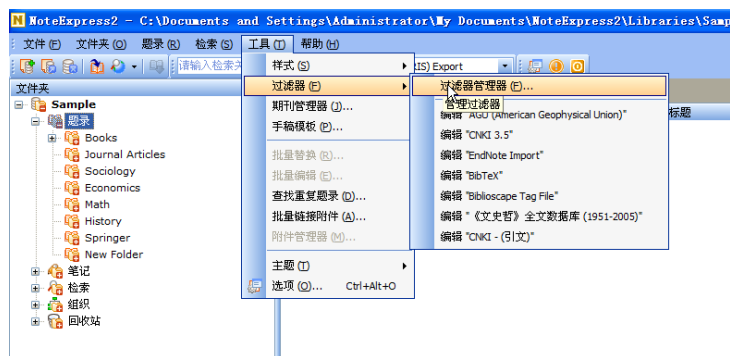 NoteExpress2 - C:\Documents and Settings\Administrator\My Documents\NoteExpress2\Libraries\Samp
文件(F) 文件夹(O) 题录(R) 检索(S) 工具(T) 帮助(H)
请输入检索关
IS) Export
文件夹
标题
Sample
题录
Books
Journal Articles
Sociology
Economics
Math
History
Springer
New Folder
笔记
检索
组织
回收站
样式(S)
过滤器(F)
期刊管理器(J)...
手稿模板(P)...
批量替换(R)...
批量编辑(E)...
查找重复题录(D)...
批量链接附件(A)...
附件管理器(M)...
主题(T)
选项(O)... Ctrl+Alt+O
过滤器管理器(F)...
管理过滤器
编辑 "AGU (American Geophysical Union)"
编辑 "CNKI 3.5"
编辑 "EndNote Import"
编辑 "BibTeX"
编辑 "Biblioscape Tag File"
编辑 "《文史哲》全文数据库 (1951-2005)"
编辑 "CNKI - (引文)"